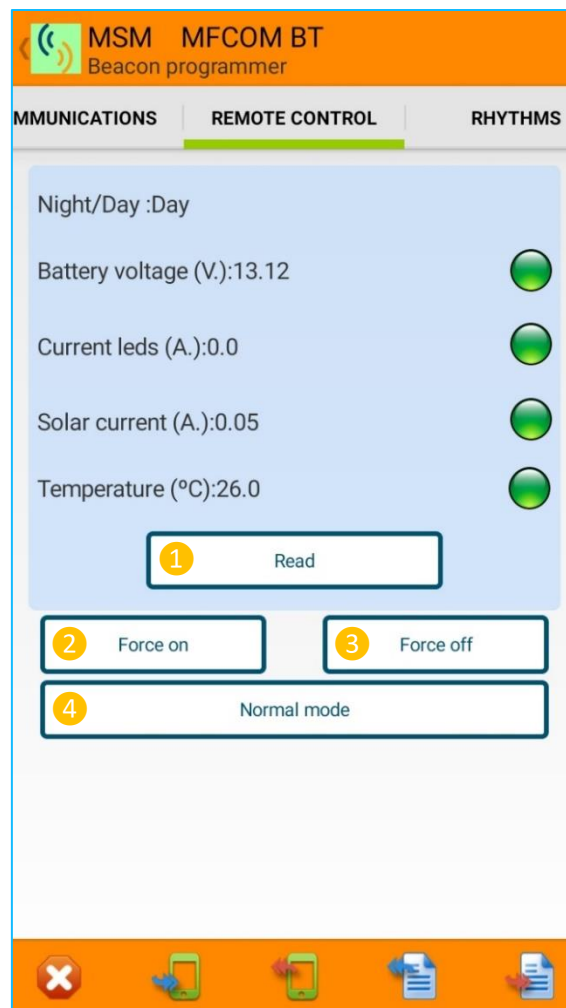 MSM MFCOM BT
Beacon programmer
MMUNICATIONS REMOTE CONTROL RHYTHMS
Night/Day :Day
Battery voltage (V.):13.12
Current leds (A.):0.0
Solar current (A.):0.05
Temperature (ºC):26.0
1 Read
2 Force on 3 Force off
4 Normal mode